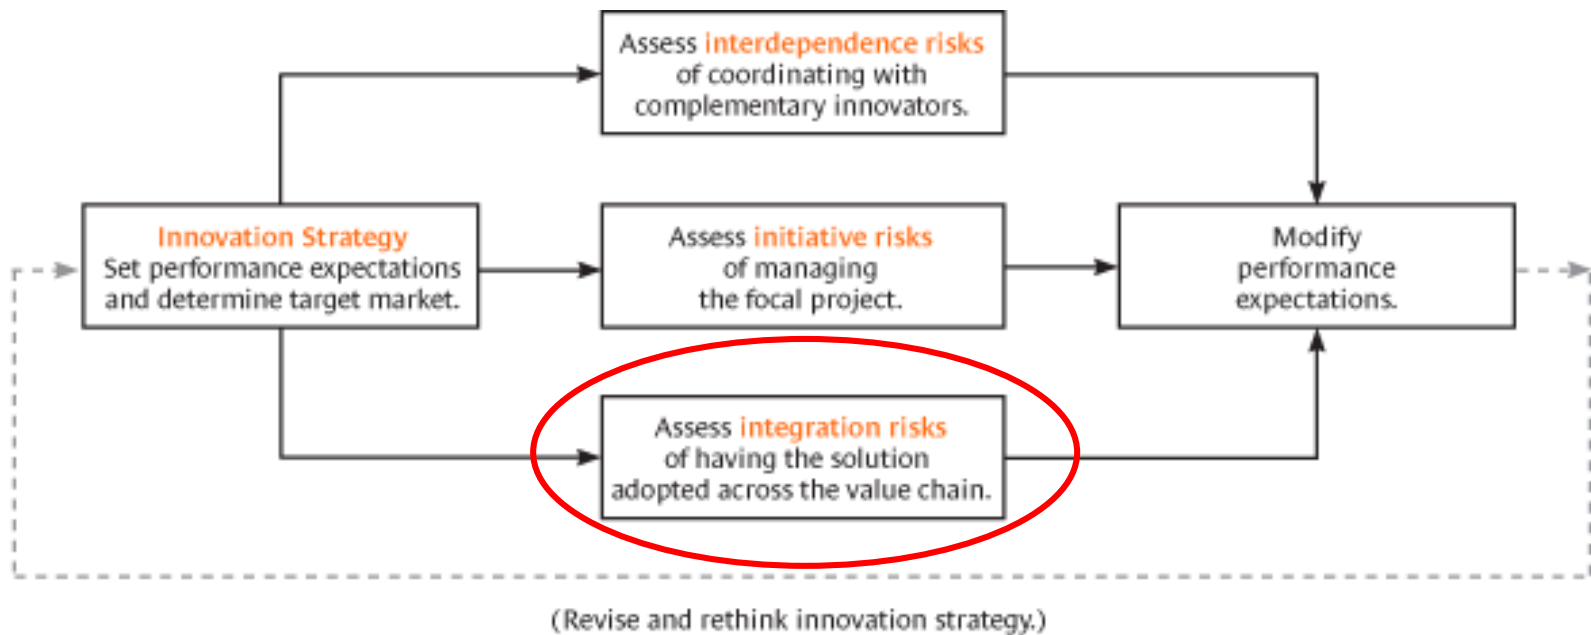 Assess interdependence risks
of coordinating with
complementary innovators.
Innovation Strategy
Set performance expectations
and determine target market.
Assess initiative risks
of managing
the focal project.
Modify
performance
expectations.
Assess integration risks
of having the solution
adopted across the value chain.
(Revise and rethink innovation strategy.)